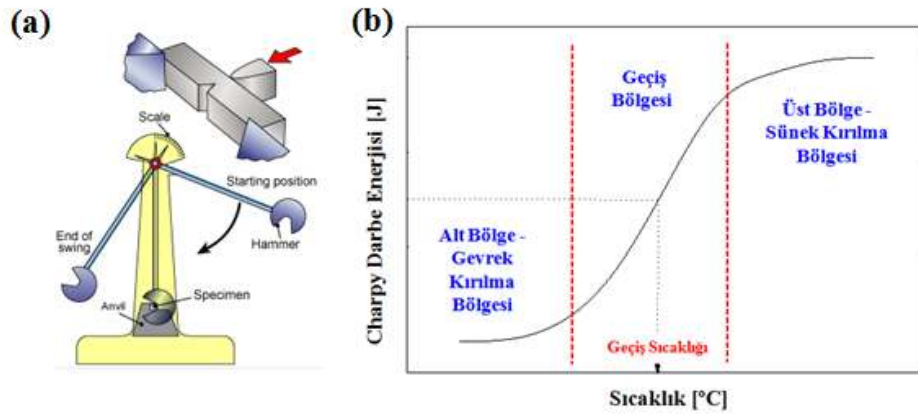 (a)
Scale
Starting position
Hammer
End of
swing
Specimen
Anvil
(b)
Charpy Darbe Enerjisi [J]
Geçiş
Bölgesi
Üst Bölge -
Sünek Kırılma
Bölgesi
Alt Bölge -
Gevrek
Kırılma
Bölgesi
Geçiş Sıcaklığı
Sıcaklık [°C]